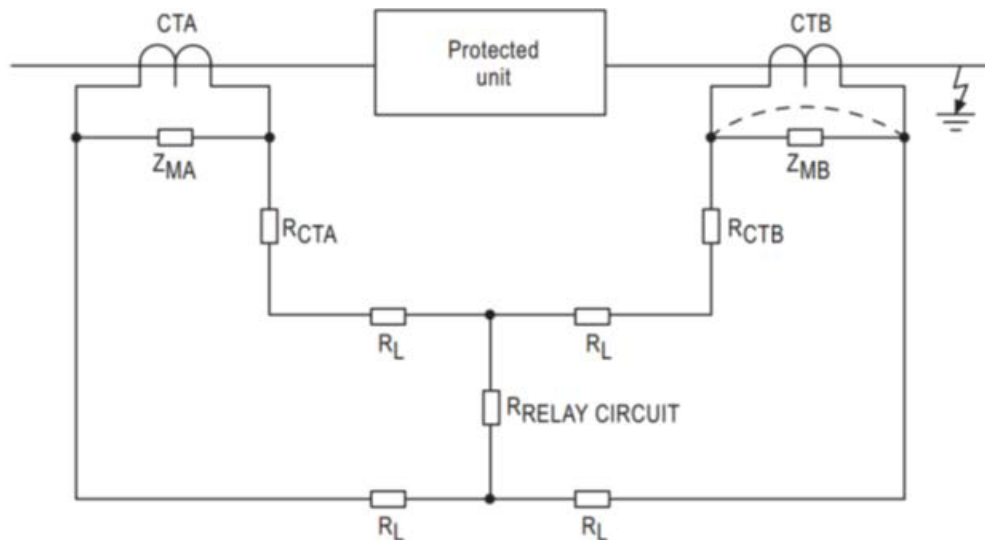 CTA
CTB
Protected
unit
ZMA
ZMB
RCTA
RCTB
RL
RL
RRELAY CIRCUIT
RL
RL